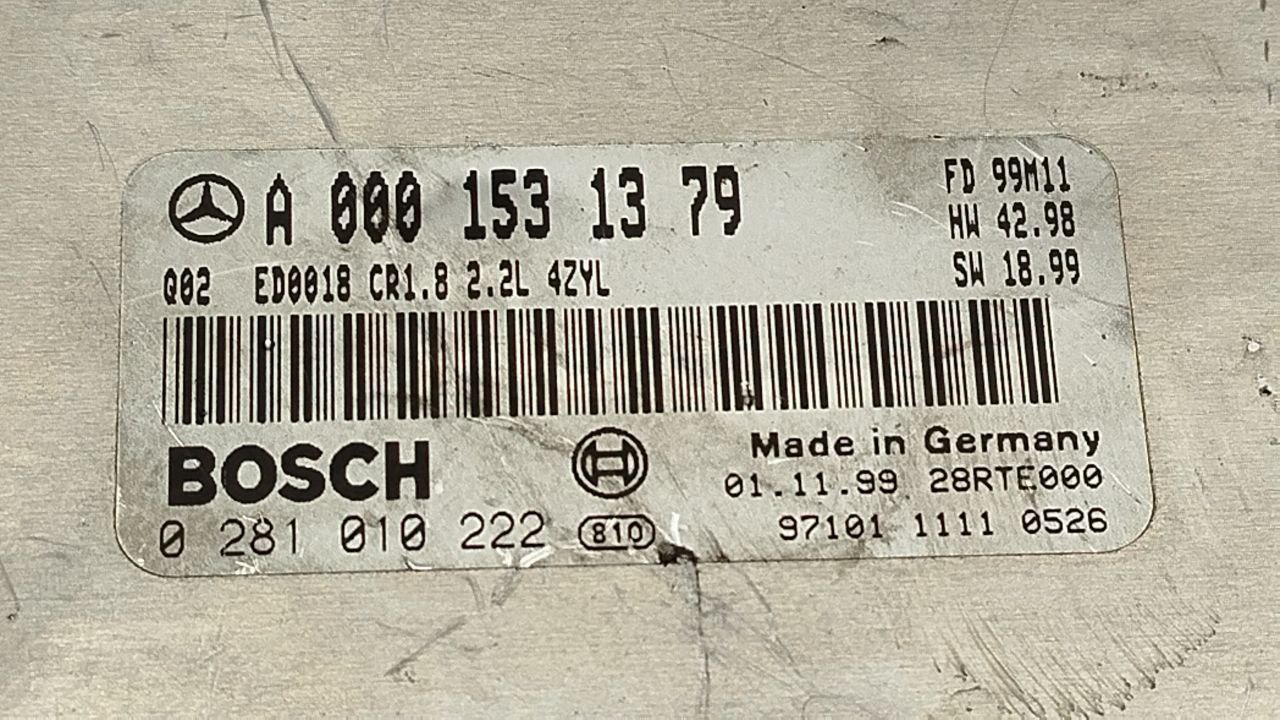 A 000 153 13 79
FD 99M11
HW 42.98
SW 18.99
Q02 ED0018 CR1.8 2.2L 4ZYL
BOSCH
Made in Germany
01.11.99 28RTE000
0 281 010 222 810
97101 1111 0526